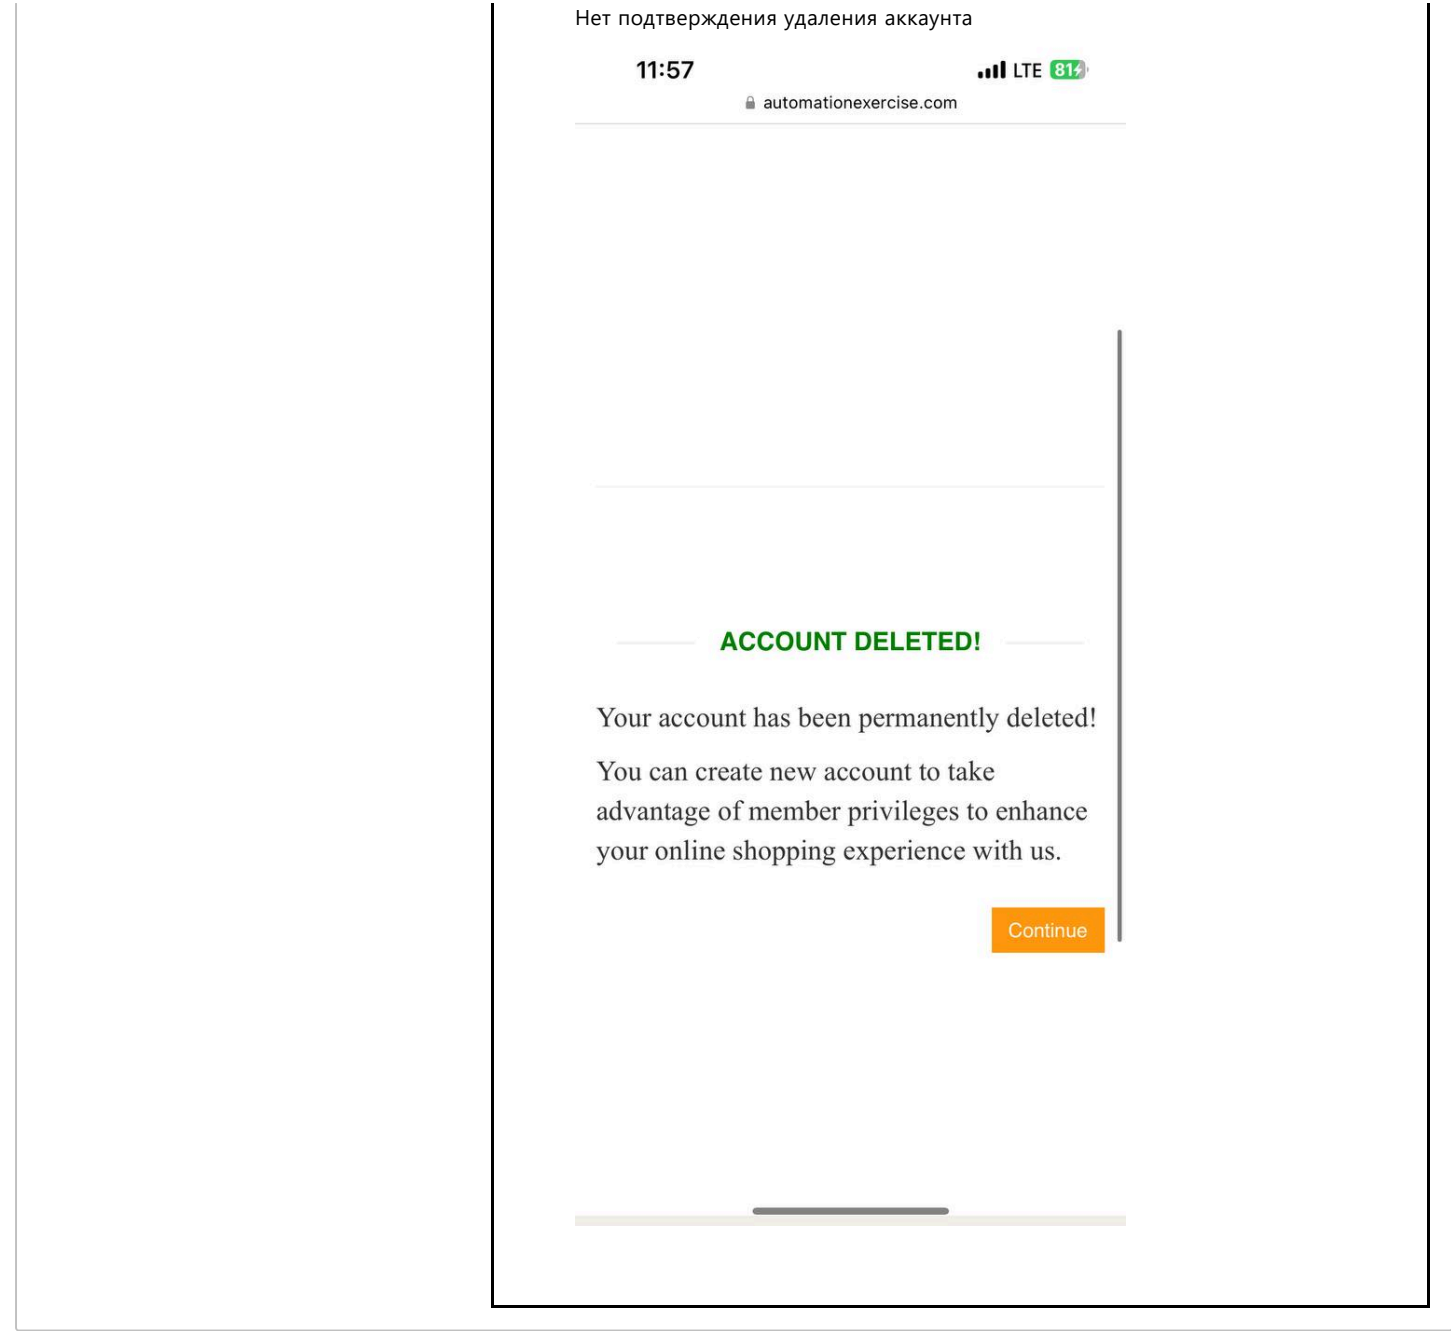 Нет подтверждения удаления аккаунта
11:57 LTE 81
automationexercise.com
ACCOUNT DELETED!
Your account has been permanently deleted!
You can create new account to take
advantage of member privileges to enhance
your online shopping experience with us.
Continue